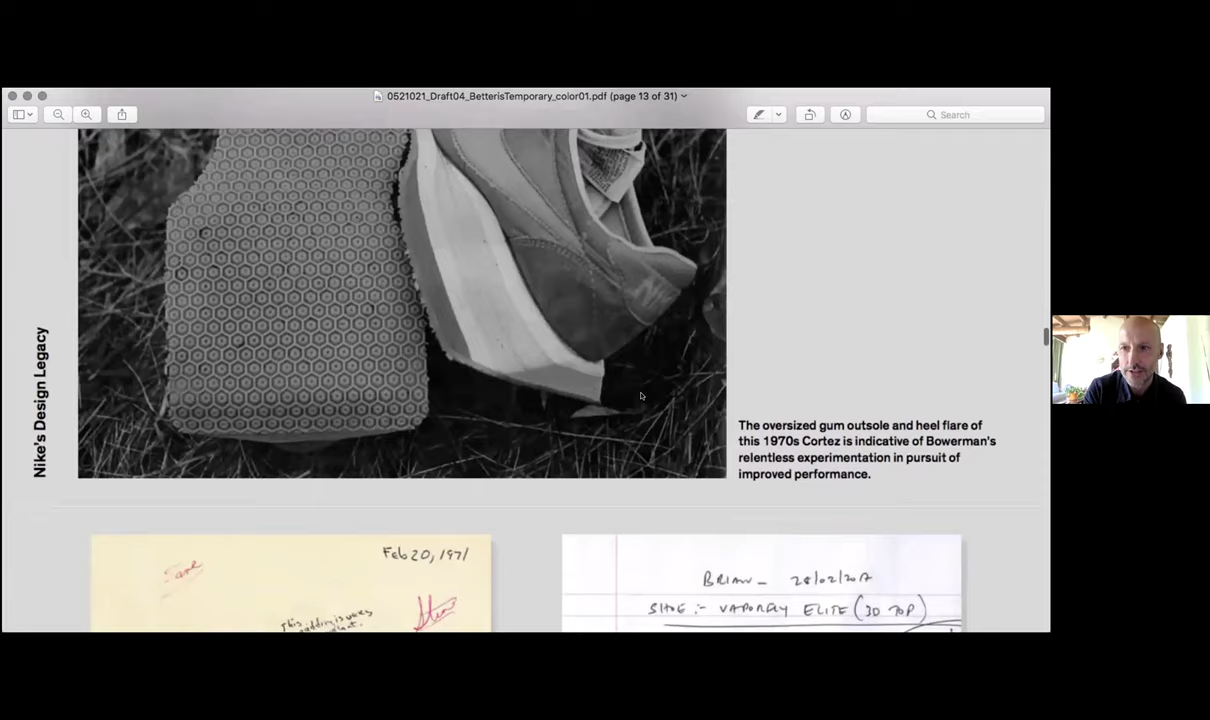 0521021_Draft04_BetterisTemporary_color01.pdf (page 13 of 31)
Search
Nike's Design Legacy
The oversized gum outsole and heel flare of
this 1970s Cortez is indicative of Bowerman's
relentless experimentation in pursuit of
improved performance.
Feb 20, 1971
BRIAN - 28/02/2017
SHOE :- VAPORFLY ELITE (3D TOP)